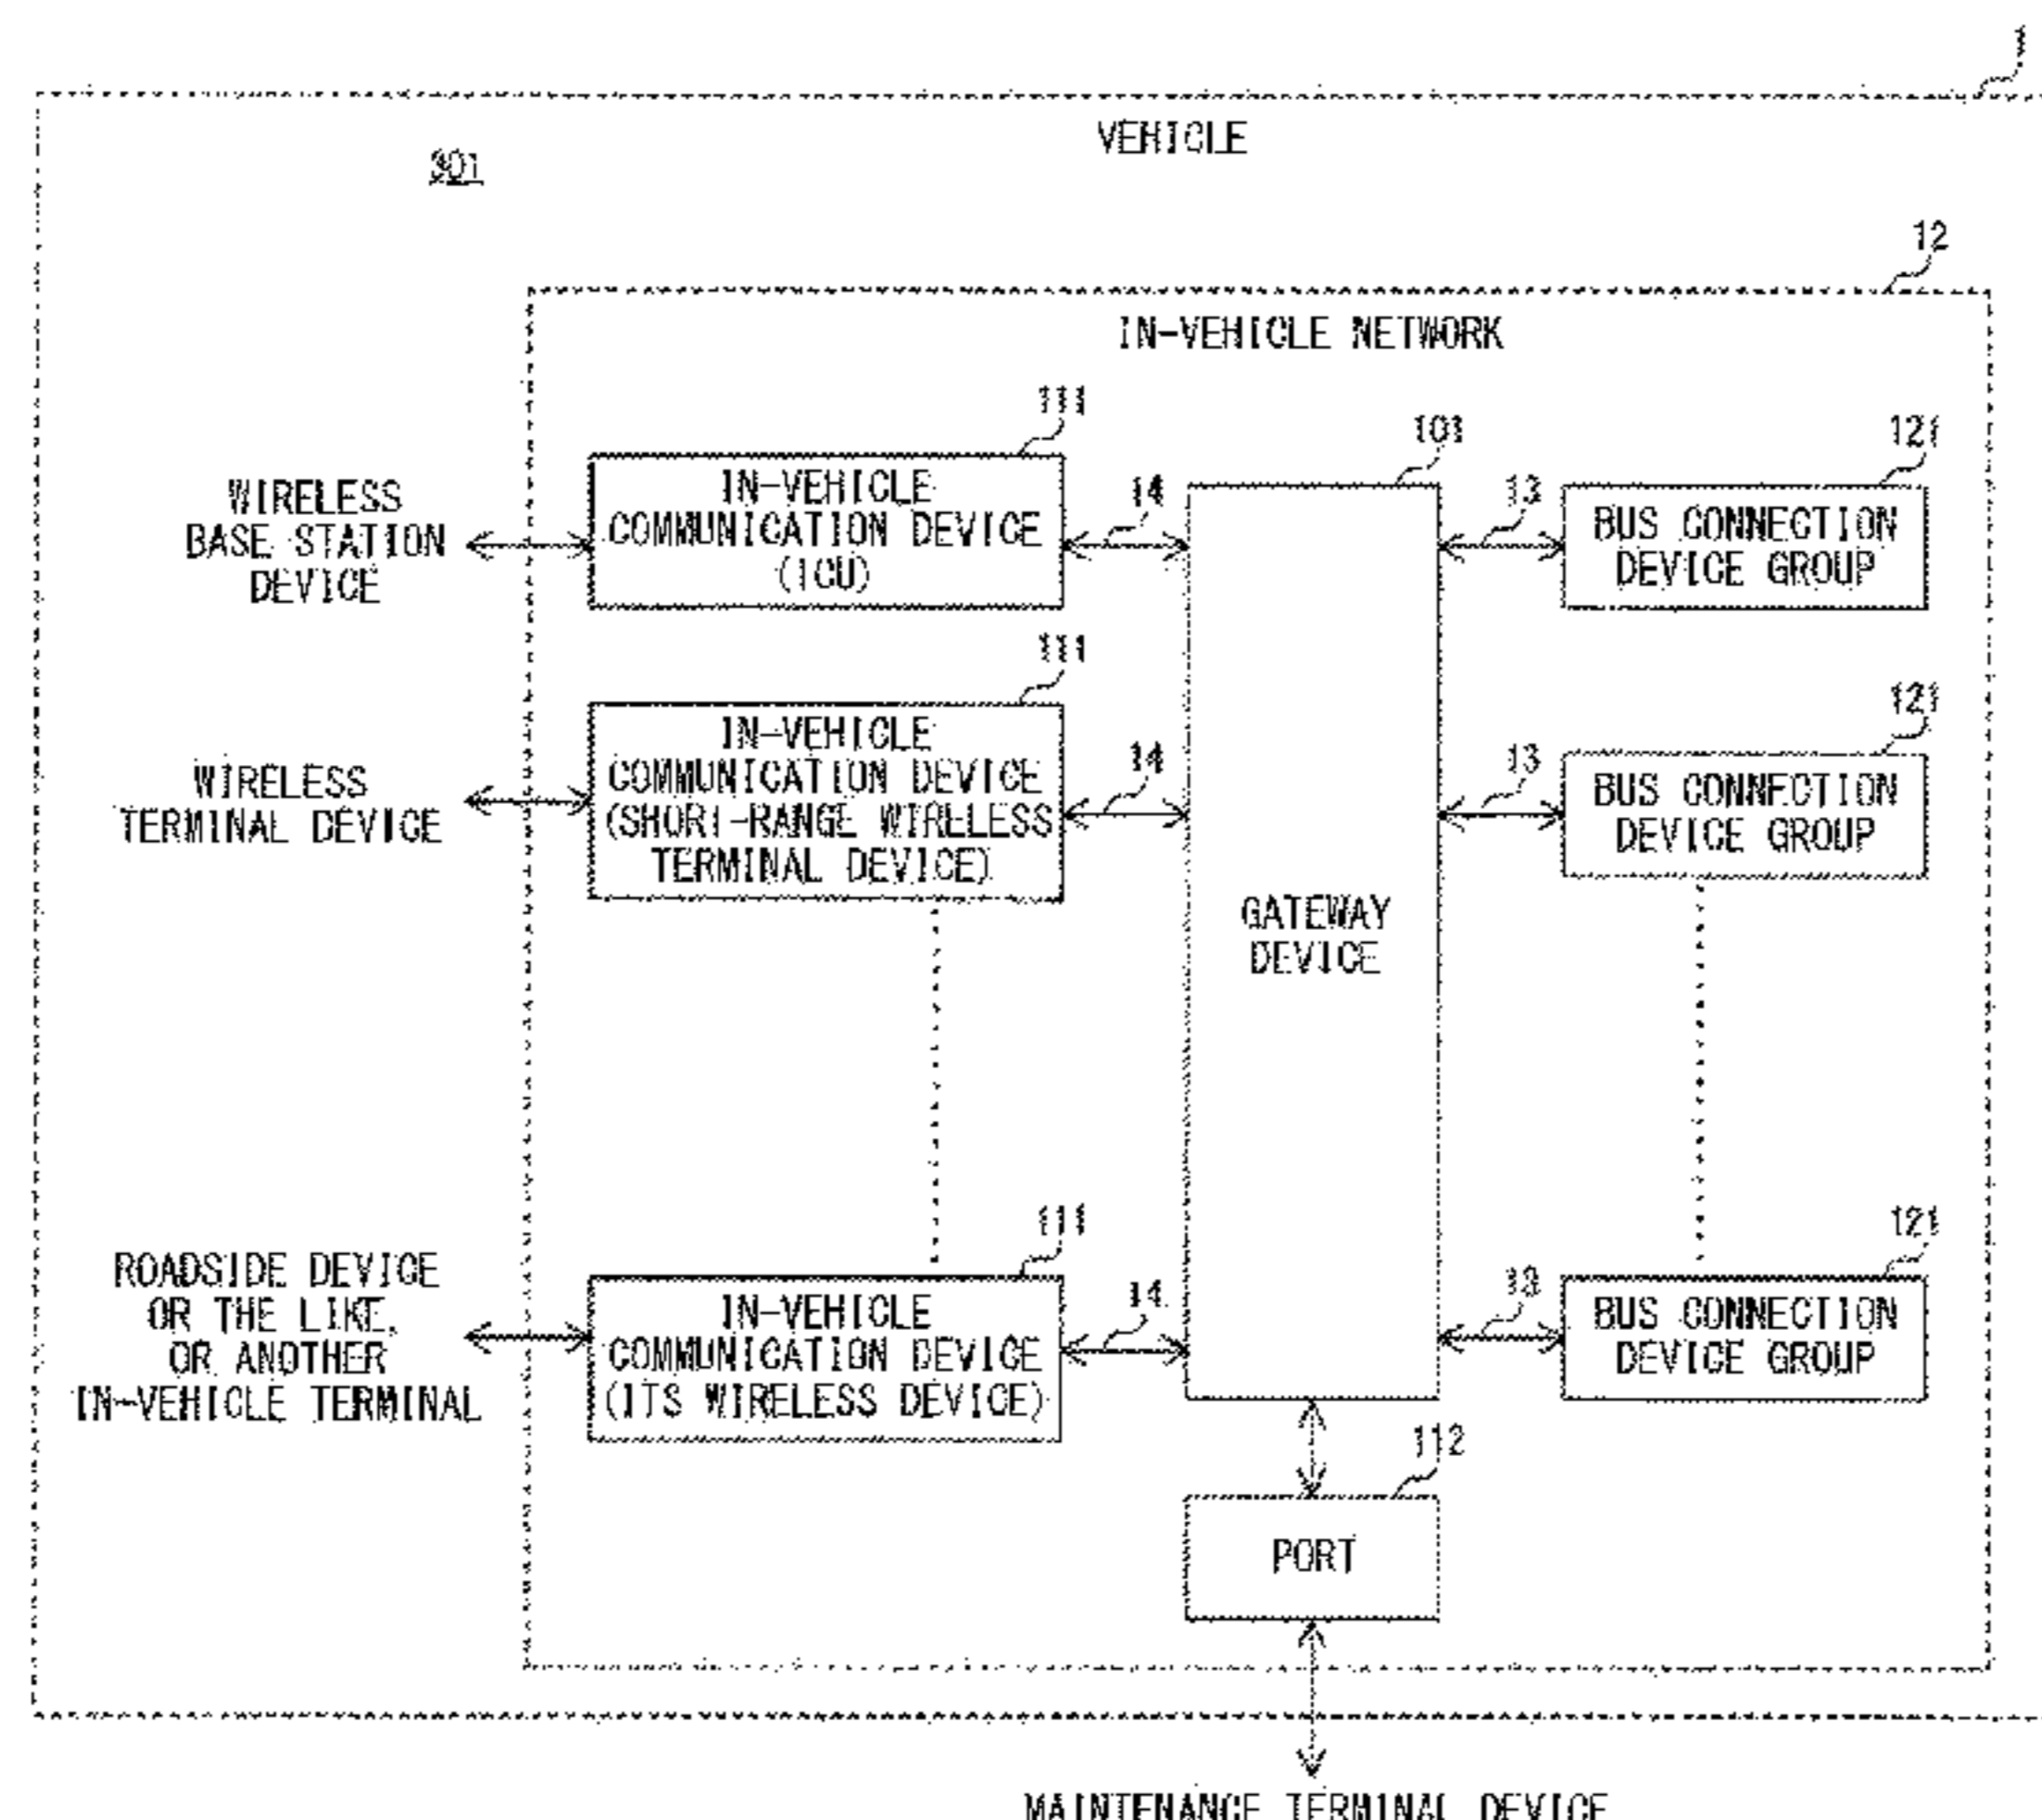 1
VEHICLE
301
12
IN-VEHICLE NETWORK
111
101
121
WIRELESS
BASE STATION
DEVICE
IN-VEHICLE
COMMUNICATION DEVICE
(TCU)
14
13
BUS CONNECTION
DEVICE GROUP
111
121
WIRELESS
TERMINAL DEVICE
IN-VEHICLE
COMMUNICATION DEVICE
(SHORT-RANGE WIRELESS
TERMINAL DEVICE)
14
13
BUS CONNECTION
DEVICE GROUP
GATEWAY
DEVICE
111
121
ROADSIDE DEVICE
OR THE LIKE,
OR ANOTHER
IN-VEHICLE TERMINAL
IN-VEHICLE
COMMUNICATION DEVICE
(ITS WIRELESS DEVICE)
14
13
BUS CONNECTION
DEVICE GROUP
112
PORT
MAINTENANCE TERMINAL DEVICE